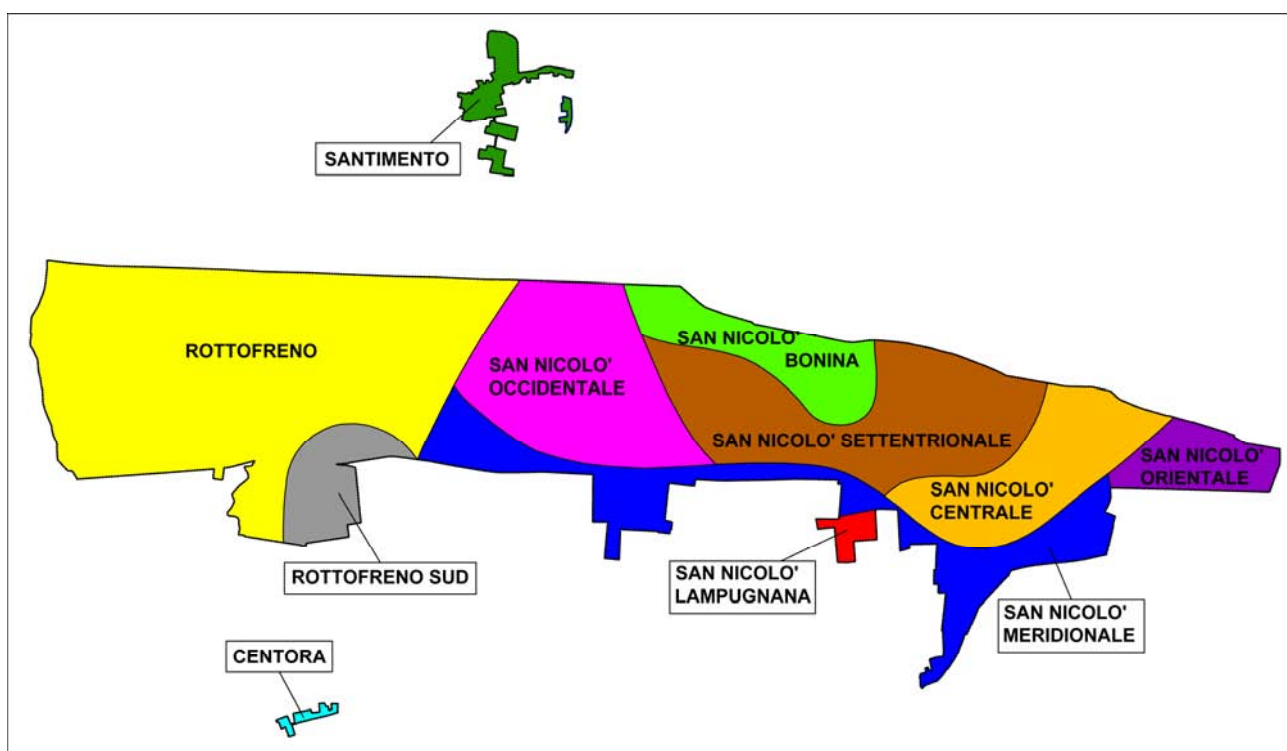 SANTIMENTO
ROTTOFRENO
SAN NICOLO'
BONINA
SAN NICOLO'
OCCIDENTALE
SAN NICOLO' SETTENTRIONALE
SAN NICOLO'
ORIENTALE
SAN NICOLO'
CENTRALE
ROTTOFRENO SUD
SAN NICOLO'
LAMPUGNANA
SAN NICOLO'
MERIDIONALE
CENTORA